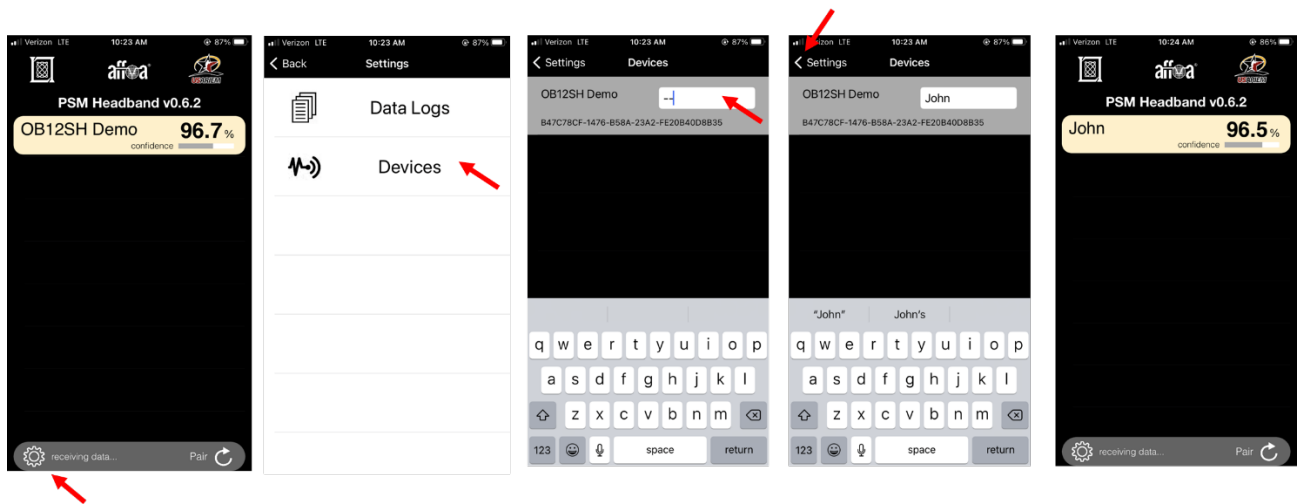 Verizon LTE 10:23 AM 87%
affoa
USARIEM
PSM Headband v0.6.2
OB12SH Demo 96.7%
confidence
receiving data... Pair
Verizon LTE 10:23 AM 87%
Back Settings
Data Logs
Devices
Verizon LTE 10:23 AM 87%
Settings Devices
OB12SH Demo --
B47C78CF-1476-B58A-23A2-FE20B40D8B35
q w e r t y u i o p
a s d f g h j k l
z x c v b n m
123 space return
Verizon LTE 10:23 AM 87%
Settings Devices
OB12SH Demo John
B47C78CF-1476-B58A-23A2-FE20B40D8B35
"John" John's
q w e r t y u i o p
a s d f g h j k l
z x c v b n m
123 space return
Verizon LTE 10:24 AM 86%
affoa
USARIEM
PSM Headband v0.6.2
John 96.5%
confidence
receiving data... Pair